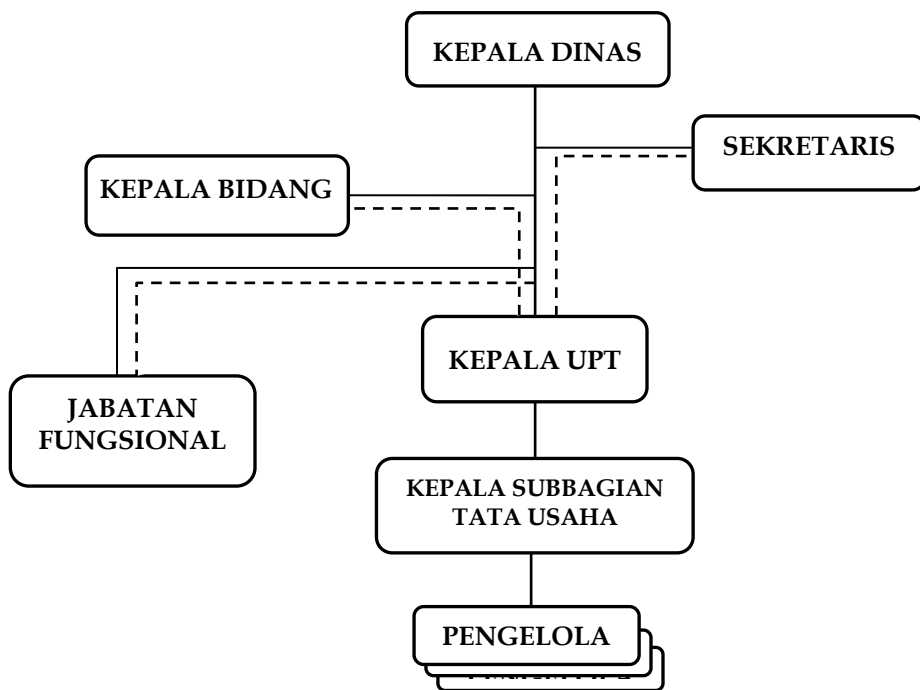 KEPALA DINAS
SEKRETARIS
KEPALA BIDANG
KEPALA UPT
JABATAN
FUNGSIONAL
KEPALA SUBBAGIAN
TATA USAHA
PENGELOLA